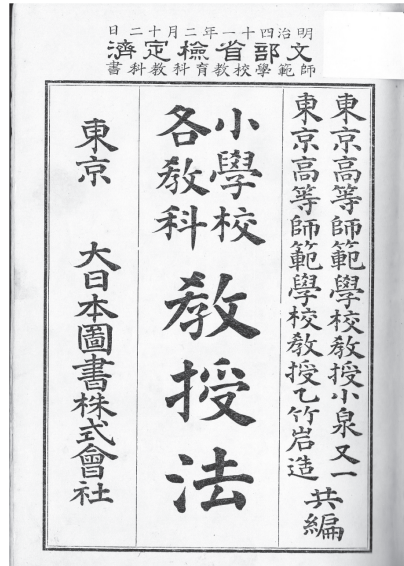 明治四十一年二月十二日
文部省檢定濟
師範學校教育科教科書
東京高等師範學校教授小泉又一
東京高等師範學校教授乙竹岩造
共編
小學校
各教科
教授法
東京 大日本圖書株式會社